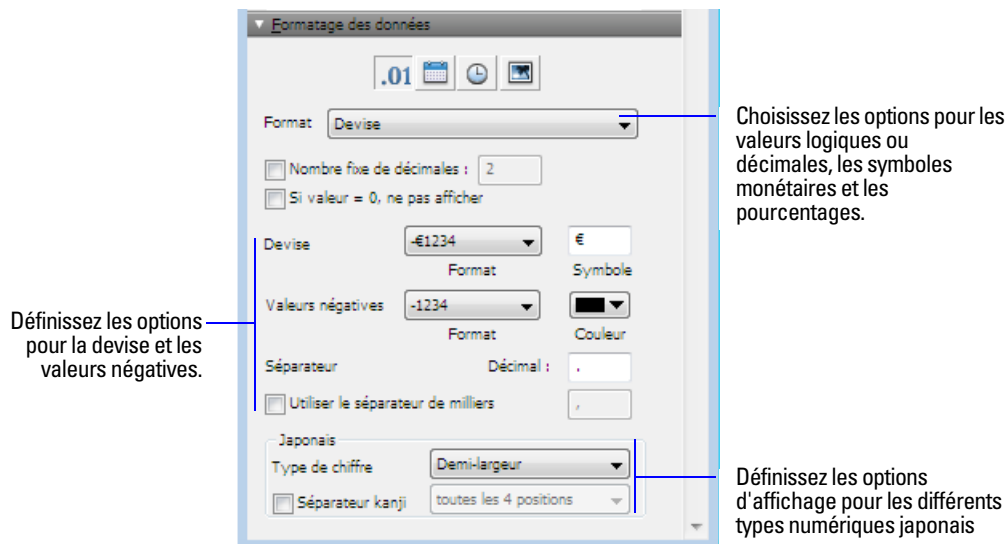 Formatage des données
.01
Format Devise
Nombre fixe de décimales : 2
Si valeur = 0, ne pas afficher
Devise -€1234 €
Format Symbole
Valeurs négatives -1234
Format Couleur
Séparateur Décimal : .
Utiliser le séparateur de milliers ,
Japonais
Type de chiffre Demi-largeur
Séparateur kanji toutes les 4 positions
Choisissez les options pour les
valeurs logiques ou
décimales, les symboles
monétaires et les
pourcentages.
Définissez les options
pour la devise et les
valeurs négatives.
Définissez les options
d'affichage pour les différents
types numériques japonais